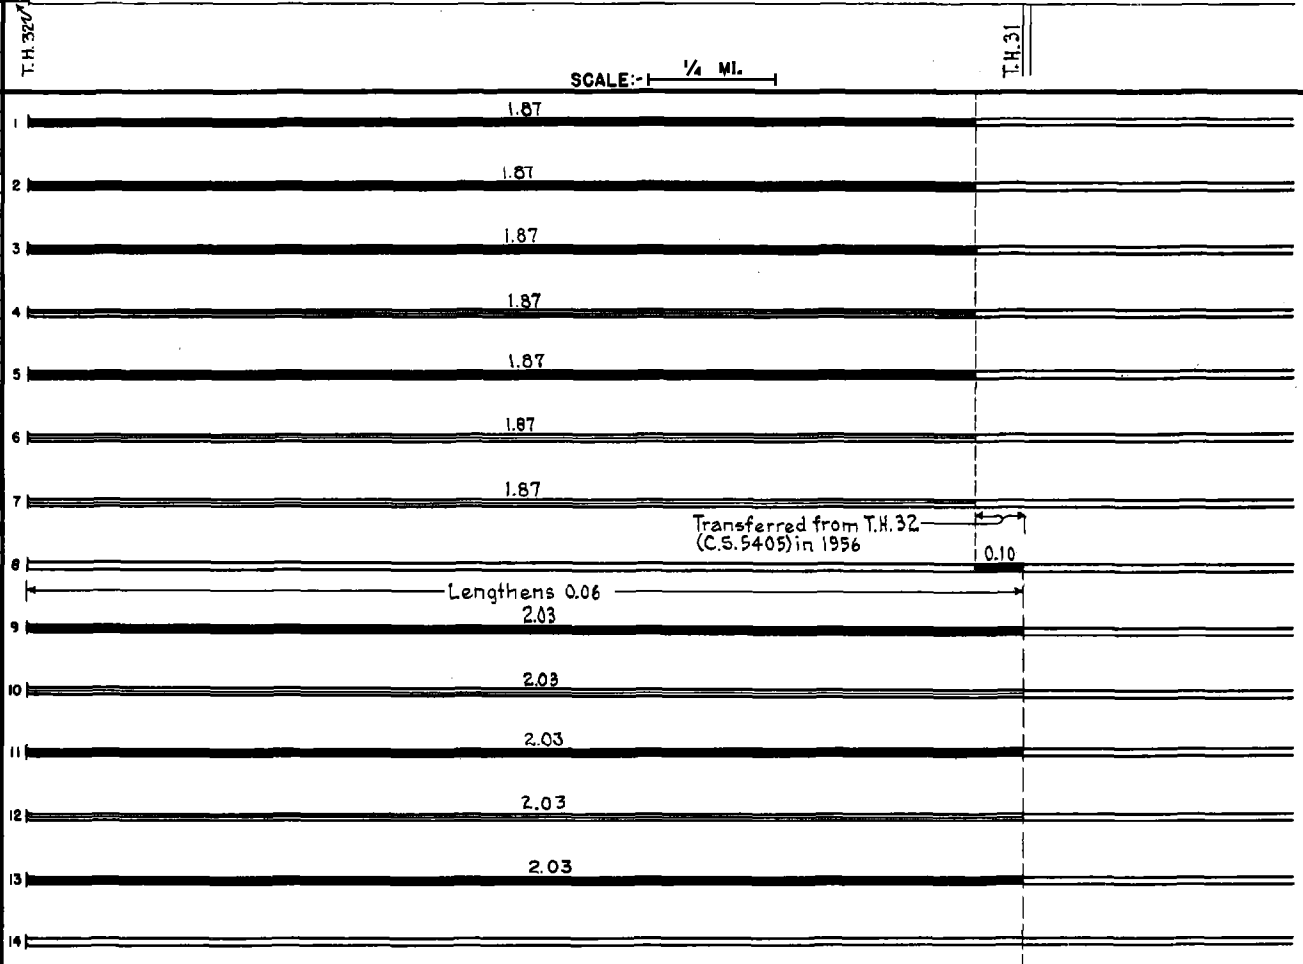 T.H. 32
T.H. 31
SCALE:- 1/4 MI.
1 1.87
2 1.87
3 1.87
4 1.87
5 1.87
6 1.87
7 1.87
Transferred from T.H. 32
(C.S. 5405) in 1956
8 0.10
Lengthens 0.06
9 2.03
10 2.03
11 2.03
12 2.03
13 2.03
14